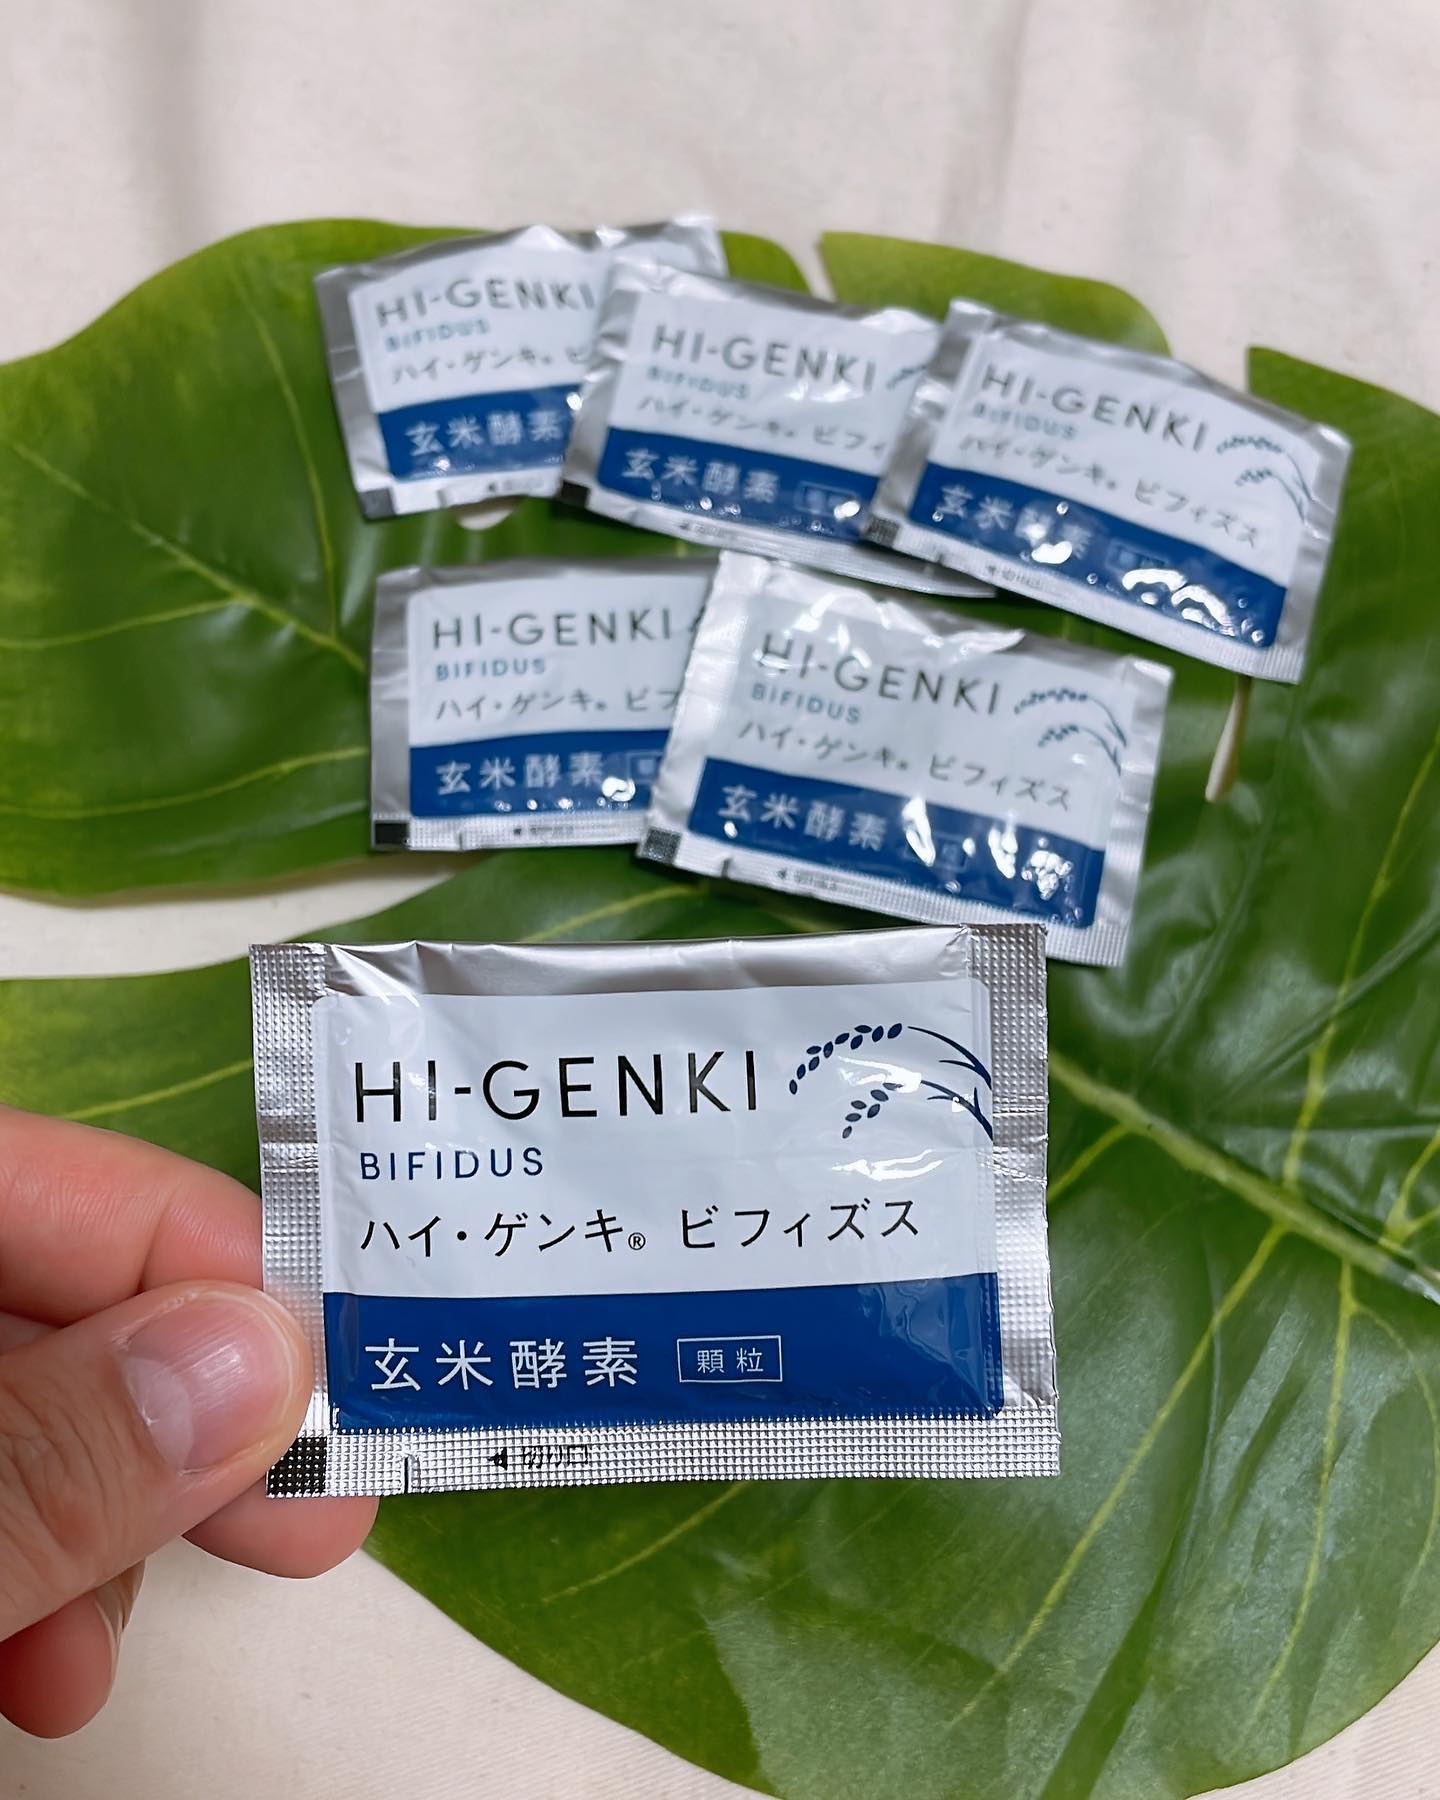 HI-GENKI
BIFIDUS
ハイ・ゲンキ® ビ
玄米酵素
HI-GENKI
BIFIDUS
ハイ・ゲンキ® ビフィ
玄米酵素
HI-GENKI
BIFIDUS
ハイ・ゲンキ® ビフィズス
玄米酵素
HI-GENKI
BIFIDUS
ハイ・ゲンキ® ビフ
玄米酵素
HI-GENKI
BIFIDUS
ハイ・ゲンキ® ビフィズス
玄米酵素
HI-GENKI
BIFIDUS
ハイ・ゲンキ® ビフィズス
玄米酵素 顆粒
◀切り口